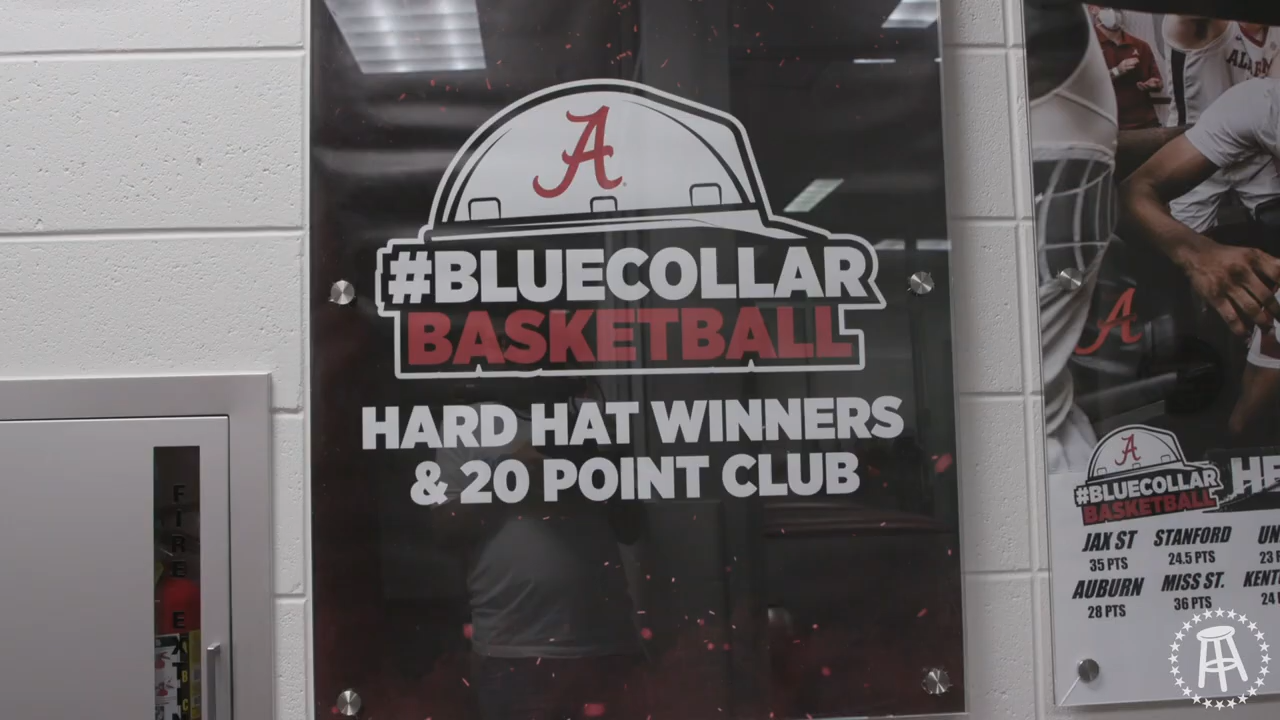 A
#BLUECOLLAR
BASKETBALL
HARD HAT WINNERS
& 20 POINT CLUB
FIRE
A
A
#BLUECOLLAR
BASKETBALL
JAX ST STANFORD
35 PTS 24.5 PTS
AUBURN MISS ST.
28 PTS 36 PTS